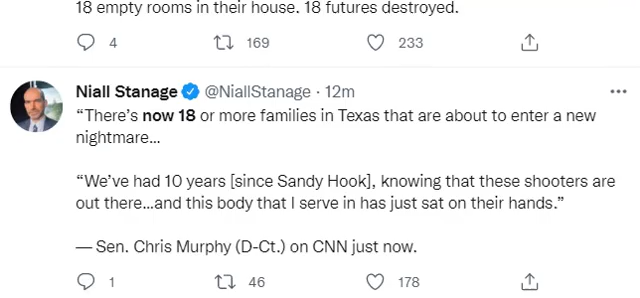 18 empty rooms in their house. 18 futures destroyed.
4 169 233
Niall Stanage @NiallStanage · 12m
“There’s now 18 or more families in Texas that are about to enter a new
nightmare...
“We’ve had 10 years [since Sandy Hook], knowing that these shooters are
out there...and this body that I serve in has just sat on their hands.”
— Sen. Chris Murphy (D-Ct.) on CNN just now.
1 46 178